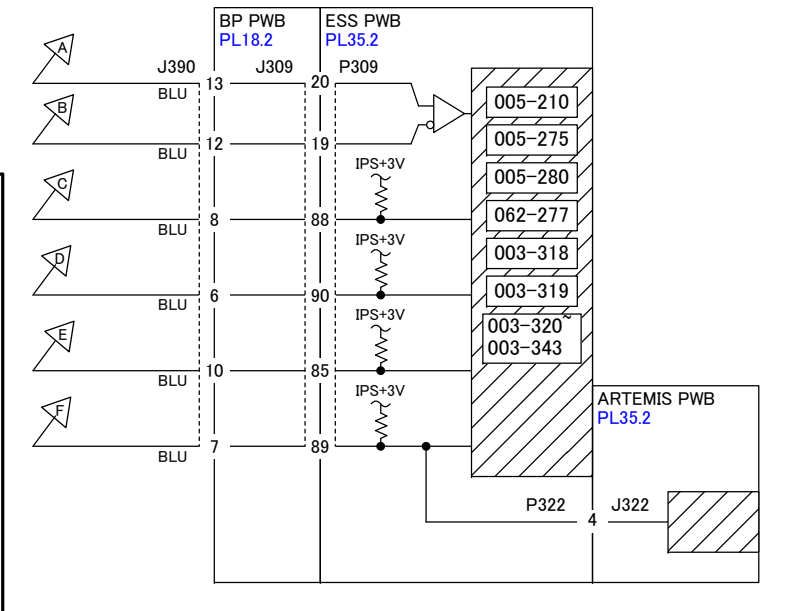 BP PWB
PL18.2
ESS PWB
PL35.2
A
J390
J309
P309
13
20
BLU
005-210
B
12
19
BLU
005-275
IPS+3V
C
005-280
8
88
BLU
062-277
IPS+3V
D
003-318
6
90
BLU
003-319
IPS+3V
E
003-320~
003-343
10
85
BLU
IPS+3V
F
ARTEMIS PWB
PL35.2
7
89
BLU
P322
4
J322